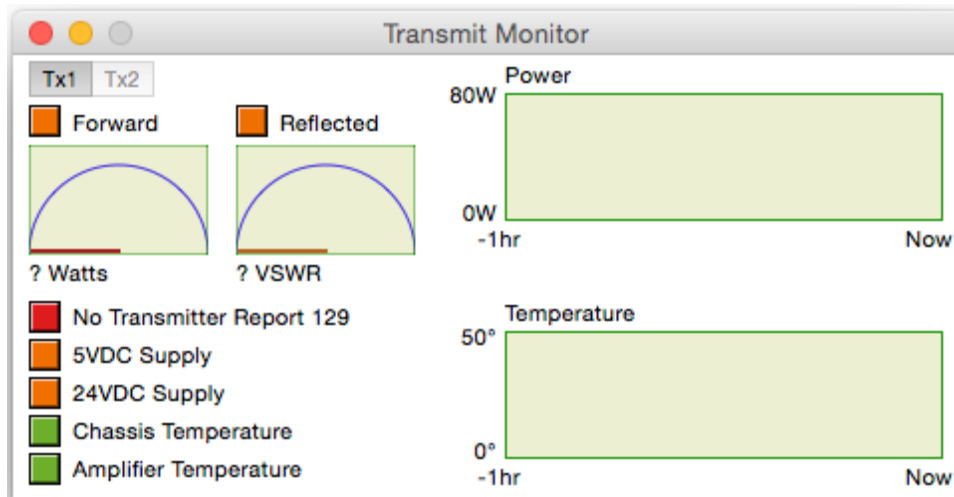 Transmit Monitor
Tx1 Tx2
Forward
Reflected
? Watts
? VSWR
No Transmitter Report 129
5VDC Supply
24VDC Supply
Chassis Temperature
Amplifier Temperature
Power
80W
0W
-1hr
Now
Temperature
50°
0°
-1hr
Now